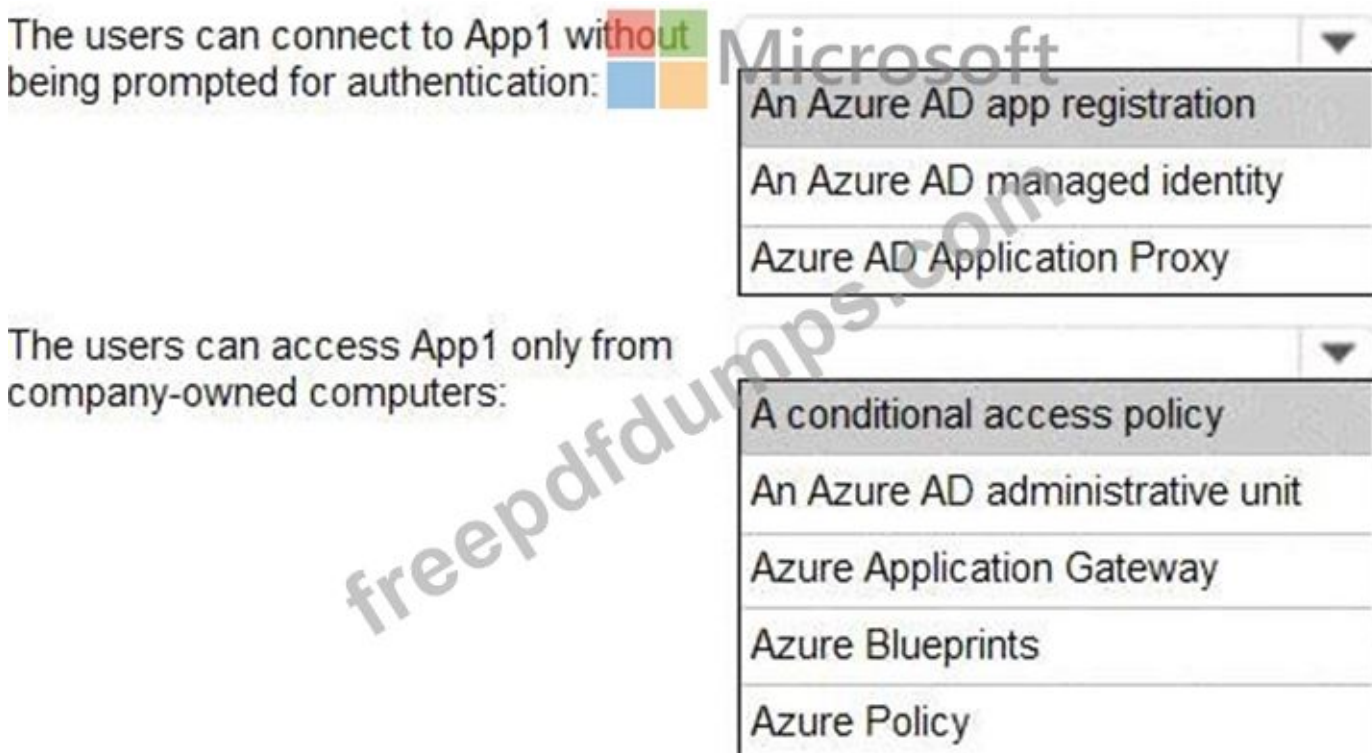 The users can connect to App1 without
being prompted for authentication:
Microsoft
An Azure AD app registration
An Azure AD managed identity
Azure AD Application Proxy
The users can access App1 only from
company-owned computers:
A conditional access policy
An Azure AD administrative unit
Azure Application Gateway
Azure Blueprints
Azure Policy
freepdfdumps.com